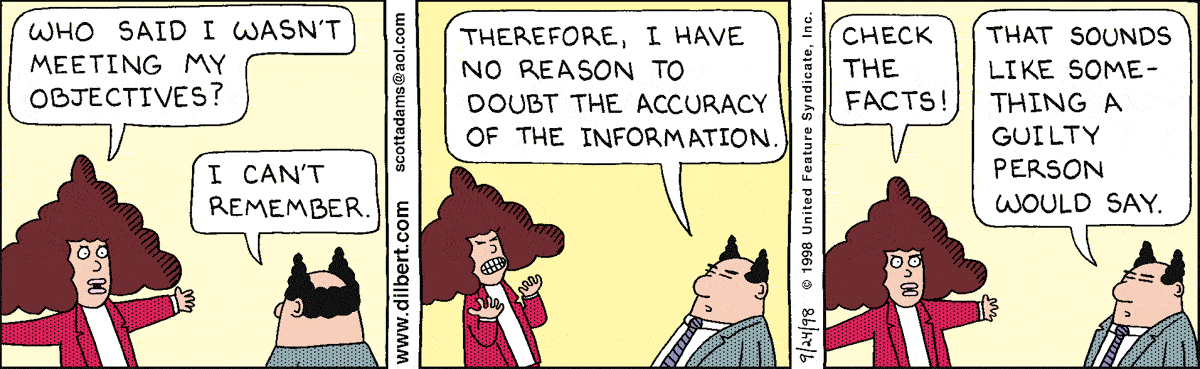 WHO SAID I WASN'T
MEETING MY
OBJECTIVES?
I CAN'T
REMEMBER.
www.dilbert.com scottadams@aol.com
THEREFORE, I HAVE
NO REASON TO
DOUBT THE ACCURACY
OF THE INFORMATION.
9/24/98 © 1998 United Feature Syndicate, Inc.
CHECK
THE
FACTS!
THAT SOUNDS
LIKE SOME-
THING A
GUILTY
PERSON
WOULD SAY.